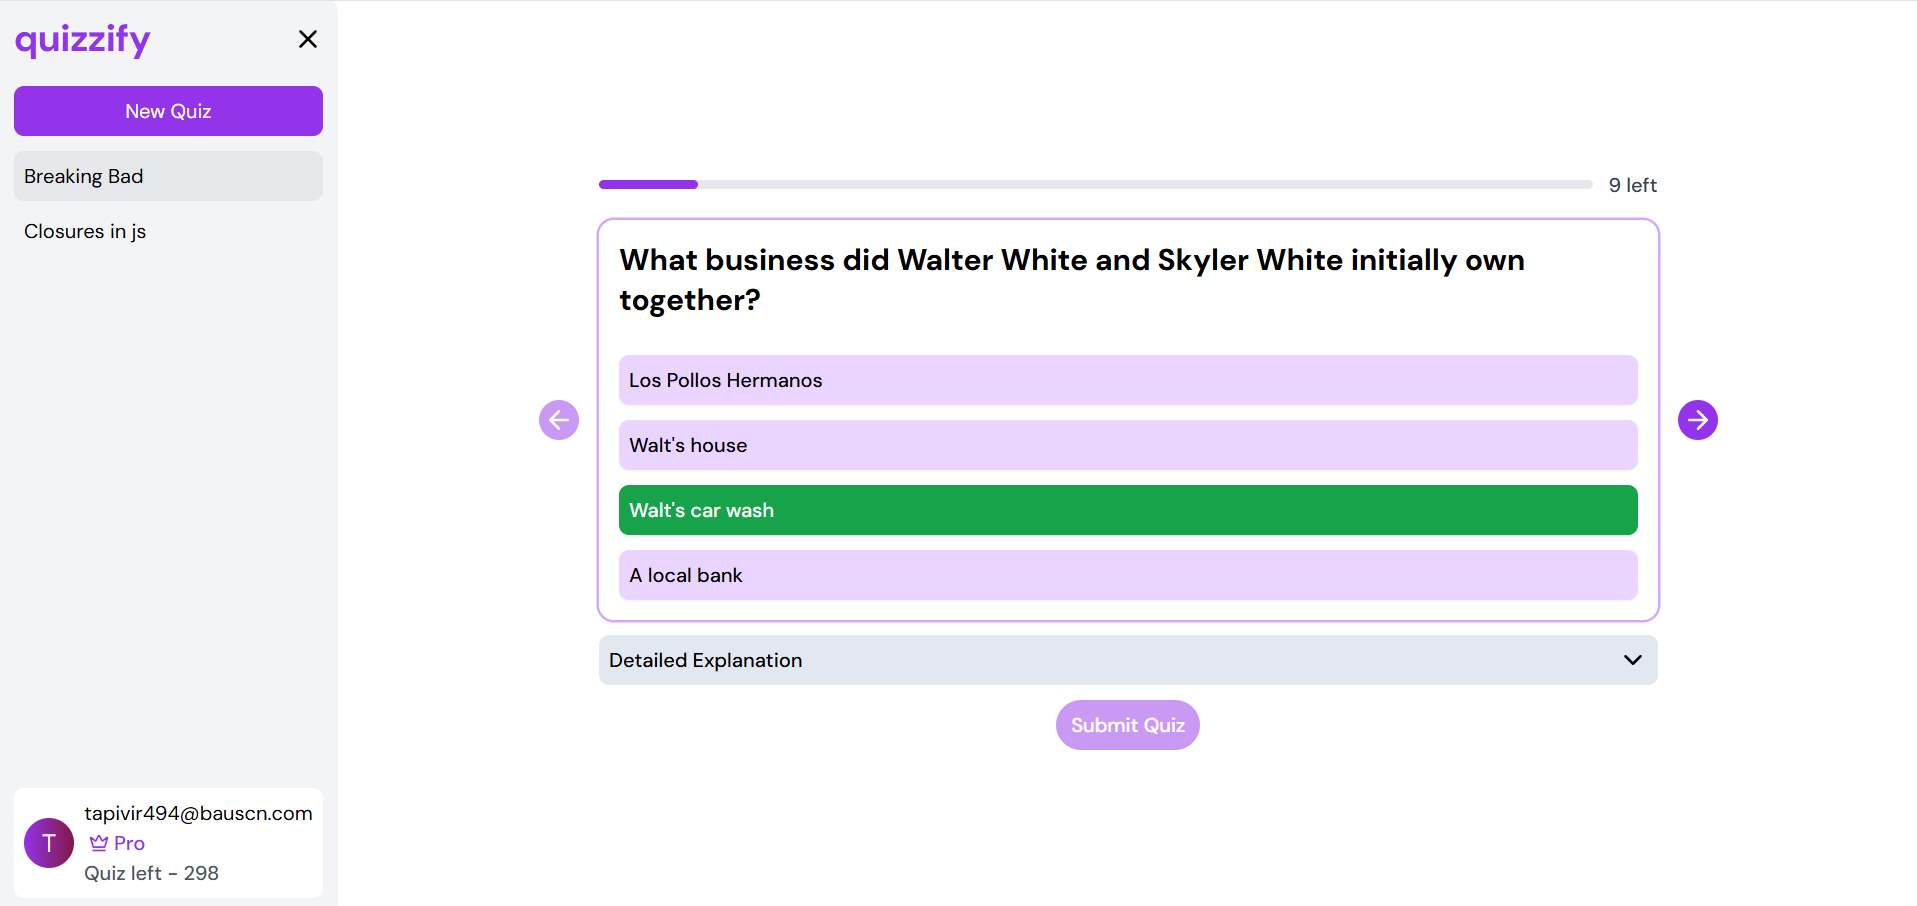 quizzify
New Quiz
Breaking Bad
Closures in js
tapivir494@bauscn.com
T
Pro
Quiz left - 298
9 left
What business did Walter White and Skyler White initially own
together?
Los Pollos Hermanos
Walt's house
Walt's car wash
A local bank
Detailed Explanation
Submit Quiz